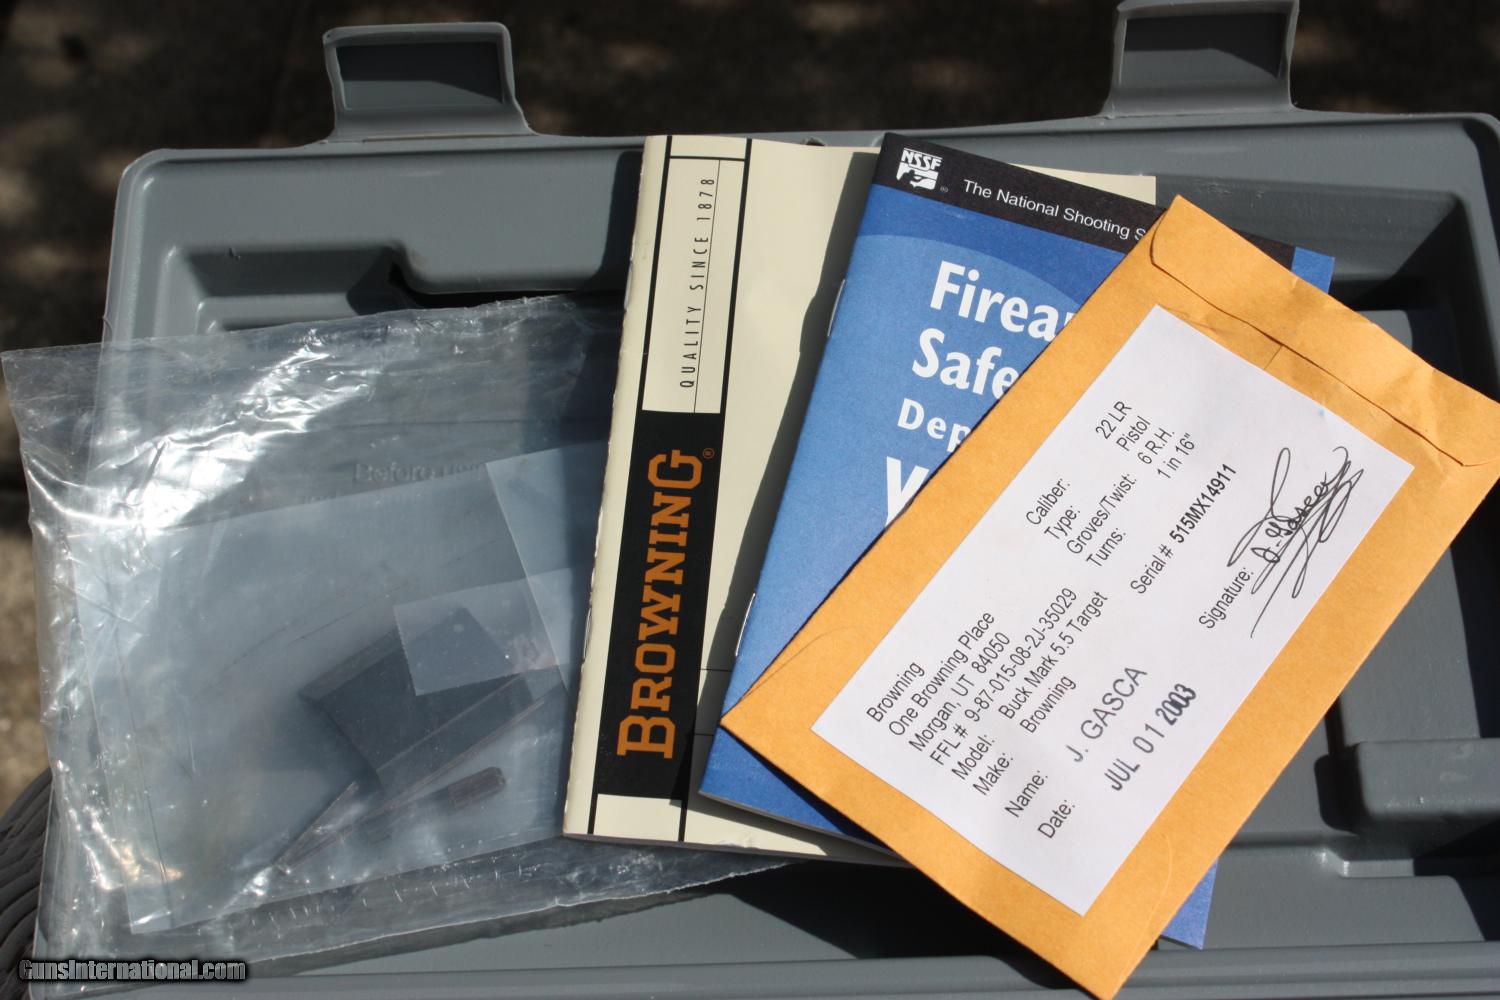 Before
QUALITY SINCE 1878
BROWNING®
NSSF®
The National Shooting S
Firea
Safe
Dep
Caliber: 22 LR
Type: Pistol
Groves/Twist: 6 R.H.
Turns: 1 in 16"
Browning
One Browning Place
Morgan, UT 84050
FFL # 9-87-015-08-2J-35029
Model: Buck Mark 5.5 Target
Make: Browning
Serial # 515MX14911
Name: J. GASCA
Signature: J. Gasca
Date: JUL 01 2003
GunsInternational.com